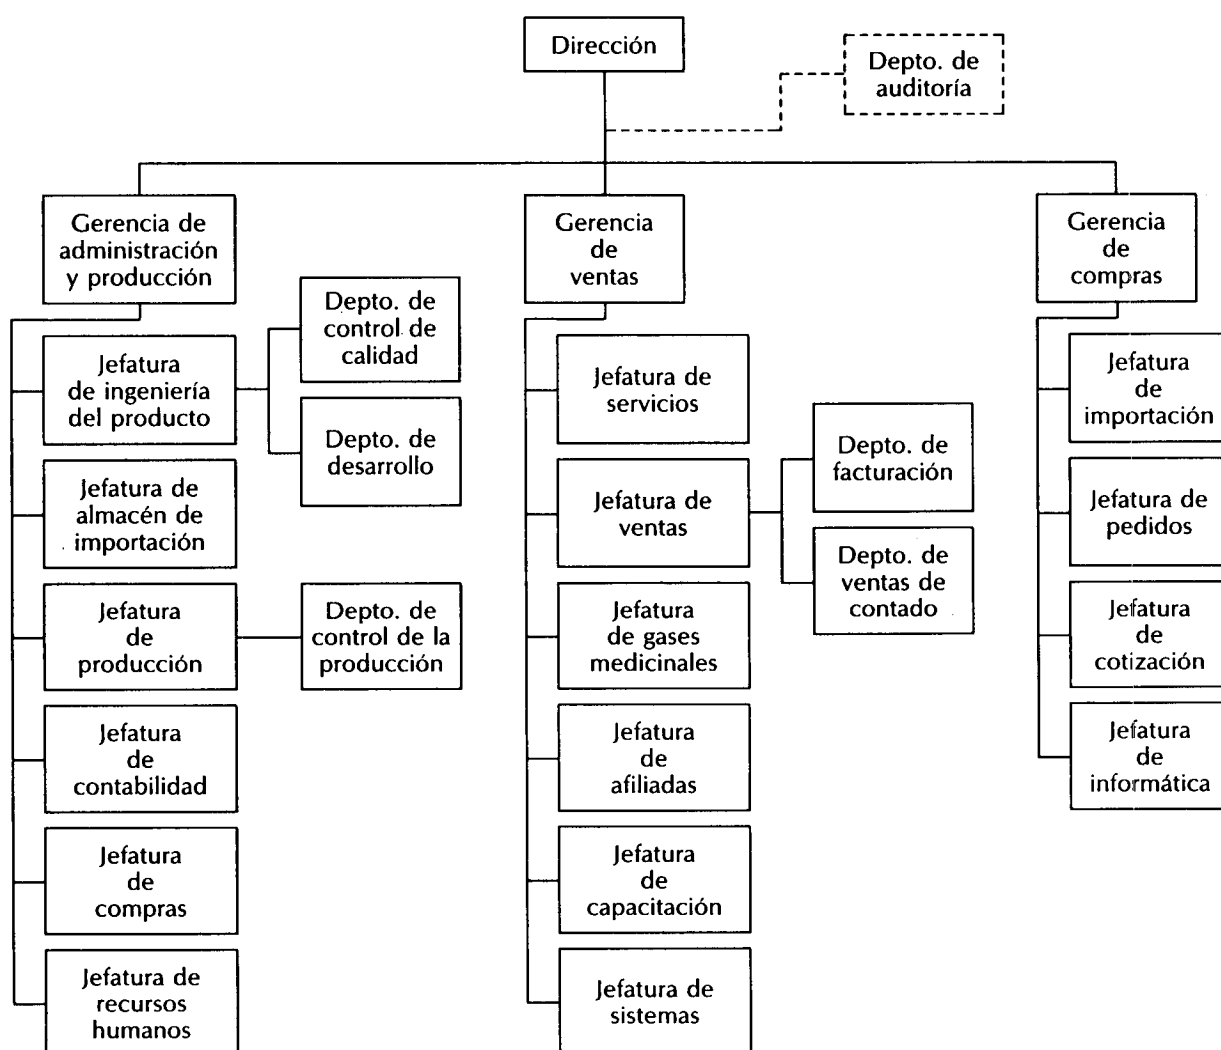 Dirección
Depto. de
auditoría
Gerencia de
administración
y producción
Gerencia
de
ventas
Gerencia
de
compras
Jefatura
de ingeniería
del producto
Depto. de
control de
calidad
Depto. de
desarrollo
Jefatura de
almacén de
importación
Jefatura
de
producción
Depto. de
control de la
producción
Jefatura
de
contabilidad
Jefatura
de
compras
Jefatura de
recursos
humanos
Jefatura de
servicios
Jefatura de
ventas
Depto. de
facturación
Depto. de
ventas de
contado
Jefatura
de gases
medicinales
Jefatura
de
afiliadas
Jefatura
de
capacitación
Jefatura de
sistemas
Jefatura
de
importación
Jefatura de
pedidos
Jefatura
de
cotización
Jefatura
de
informática